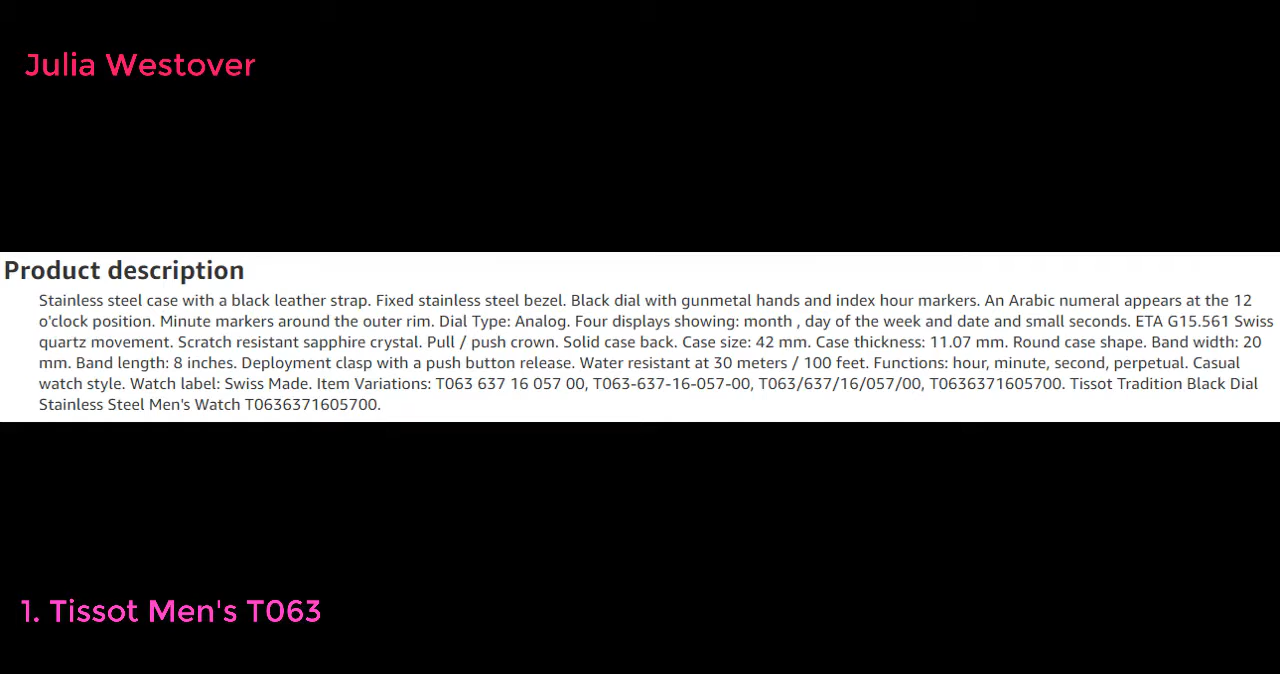 Julia Westover
Product description
Stainless steel case with a black leather strap. Fixed stainless steel bezel. Black dial with gunmetal hands and index hour markers. An Arabic numeral appears at the 12
o'clock position. Minute markers around the outer rim. Dial Type: Analog. Four displays showing: month , day of the week and date and small seconds. ETA G15.561 Swiss
quartz movement. Scratch resistant sapphire crystal. Pull / push crown. Solid case back. Case size: 42 mm. Case thickness: 11.07 mm. Round case shape. Band width: 20
mm. Band length: 8 inches. Deployment clasp with a push button release. Water resistant at 30 meters / 100 feet. Functions: hour, minute, second, perpetual. Casual
watch style. Watch label: Swiss Made. Item Variations: T063 637 16 057 00, T063-637-16-057-00, T063/637/16/057/00, T0636371605700. Tissot Tradition Black Dial
Stainless Steel Men's Watch T0636371605700.
1. Tissot Men's T063